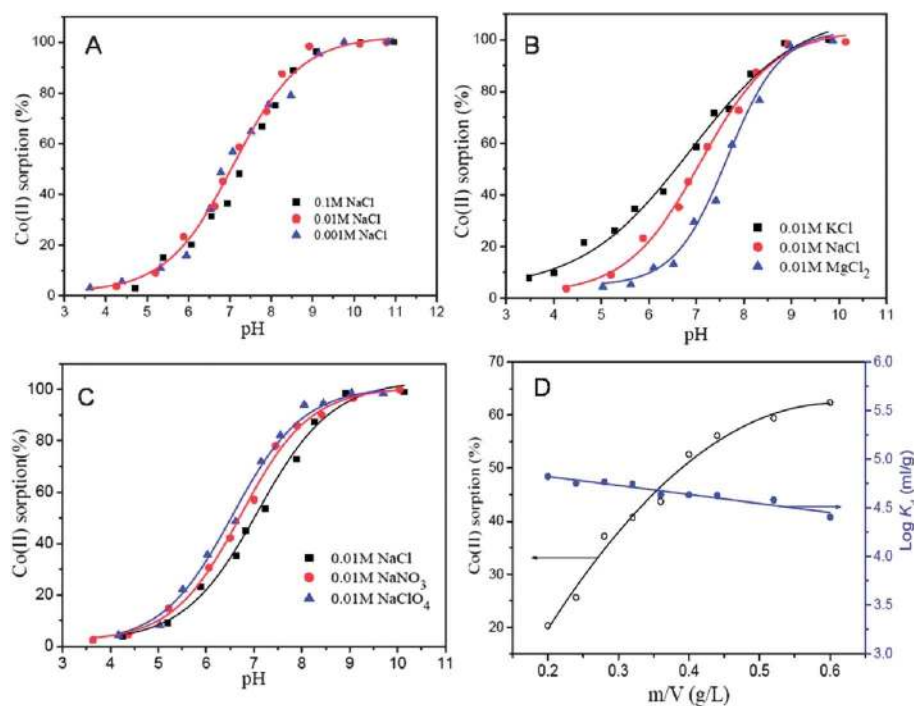 A
Co(II) sorption (%)
100
80
60
40
20
0
0.1M NaCl
0.01M NaCl
0.001M NaCl
3 4 5 6 7 8 9 10 11 12
pH
B
Co(II) sorption (%)
100
80
60
40
20
0
0.01M KCl
0.01M NaCl
0.01M MgCl2
3 4 5 6 7 8 9 10 11
pH
C
Co(II) sorption(%)
100
80
60
40
20
0
0.01M NaCl
0.01M NaNO3
0.01M NaClO4
3 4 5 6 7 8 9 10 11
pH
D
Co(II) sorption (%)
70
60
50
40
30
20
6.0
5.5
5.0
4.5
4.0
3.5
3.0
Log Kd (ml/g)
0.2 0.3 0.4 0.5 0.6
m/V (g/L)